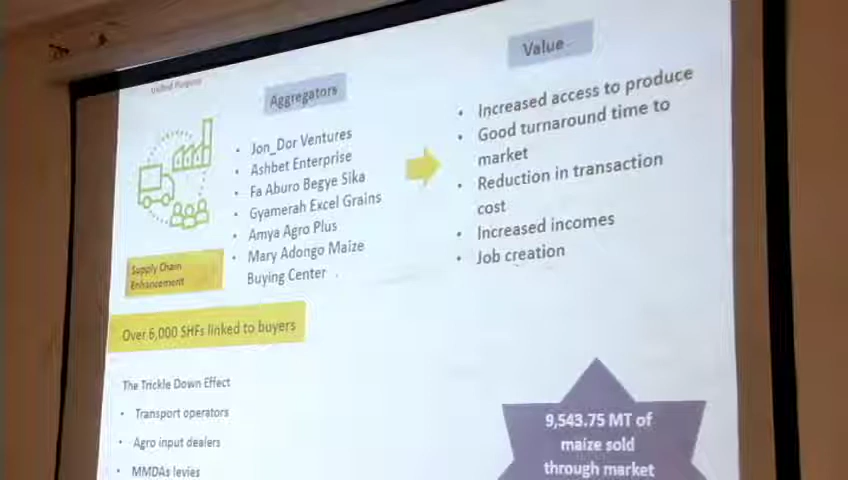 United Purpose
Aggregators
• Jon_Dor Ventures
• Ashbet Enterprise
• Fa Aburo Begye Sika
• Gyamerah Excel Grains
• Amya Agro Plus
• Mary Adongo Maize
Buying Center
Value
• Increased access to produce
• Good turnaround time to
market
• Reduction in transaction
cost
• Increased incomes
• Job creation
Supply Chain
Enhancement
Over 6,000 SHFs linked to buyers
The Trickle Down Effect
• Transport operators
• Agro input dealers
• MMDAs levies
9,543.75 MT of
maize sold
through market